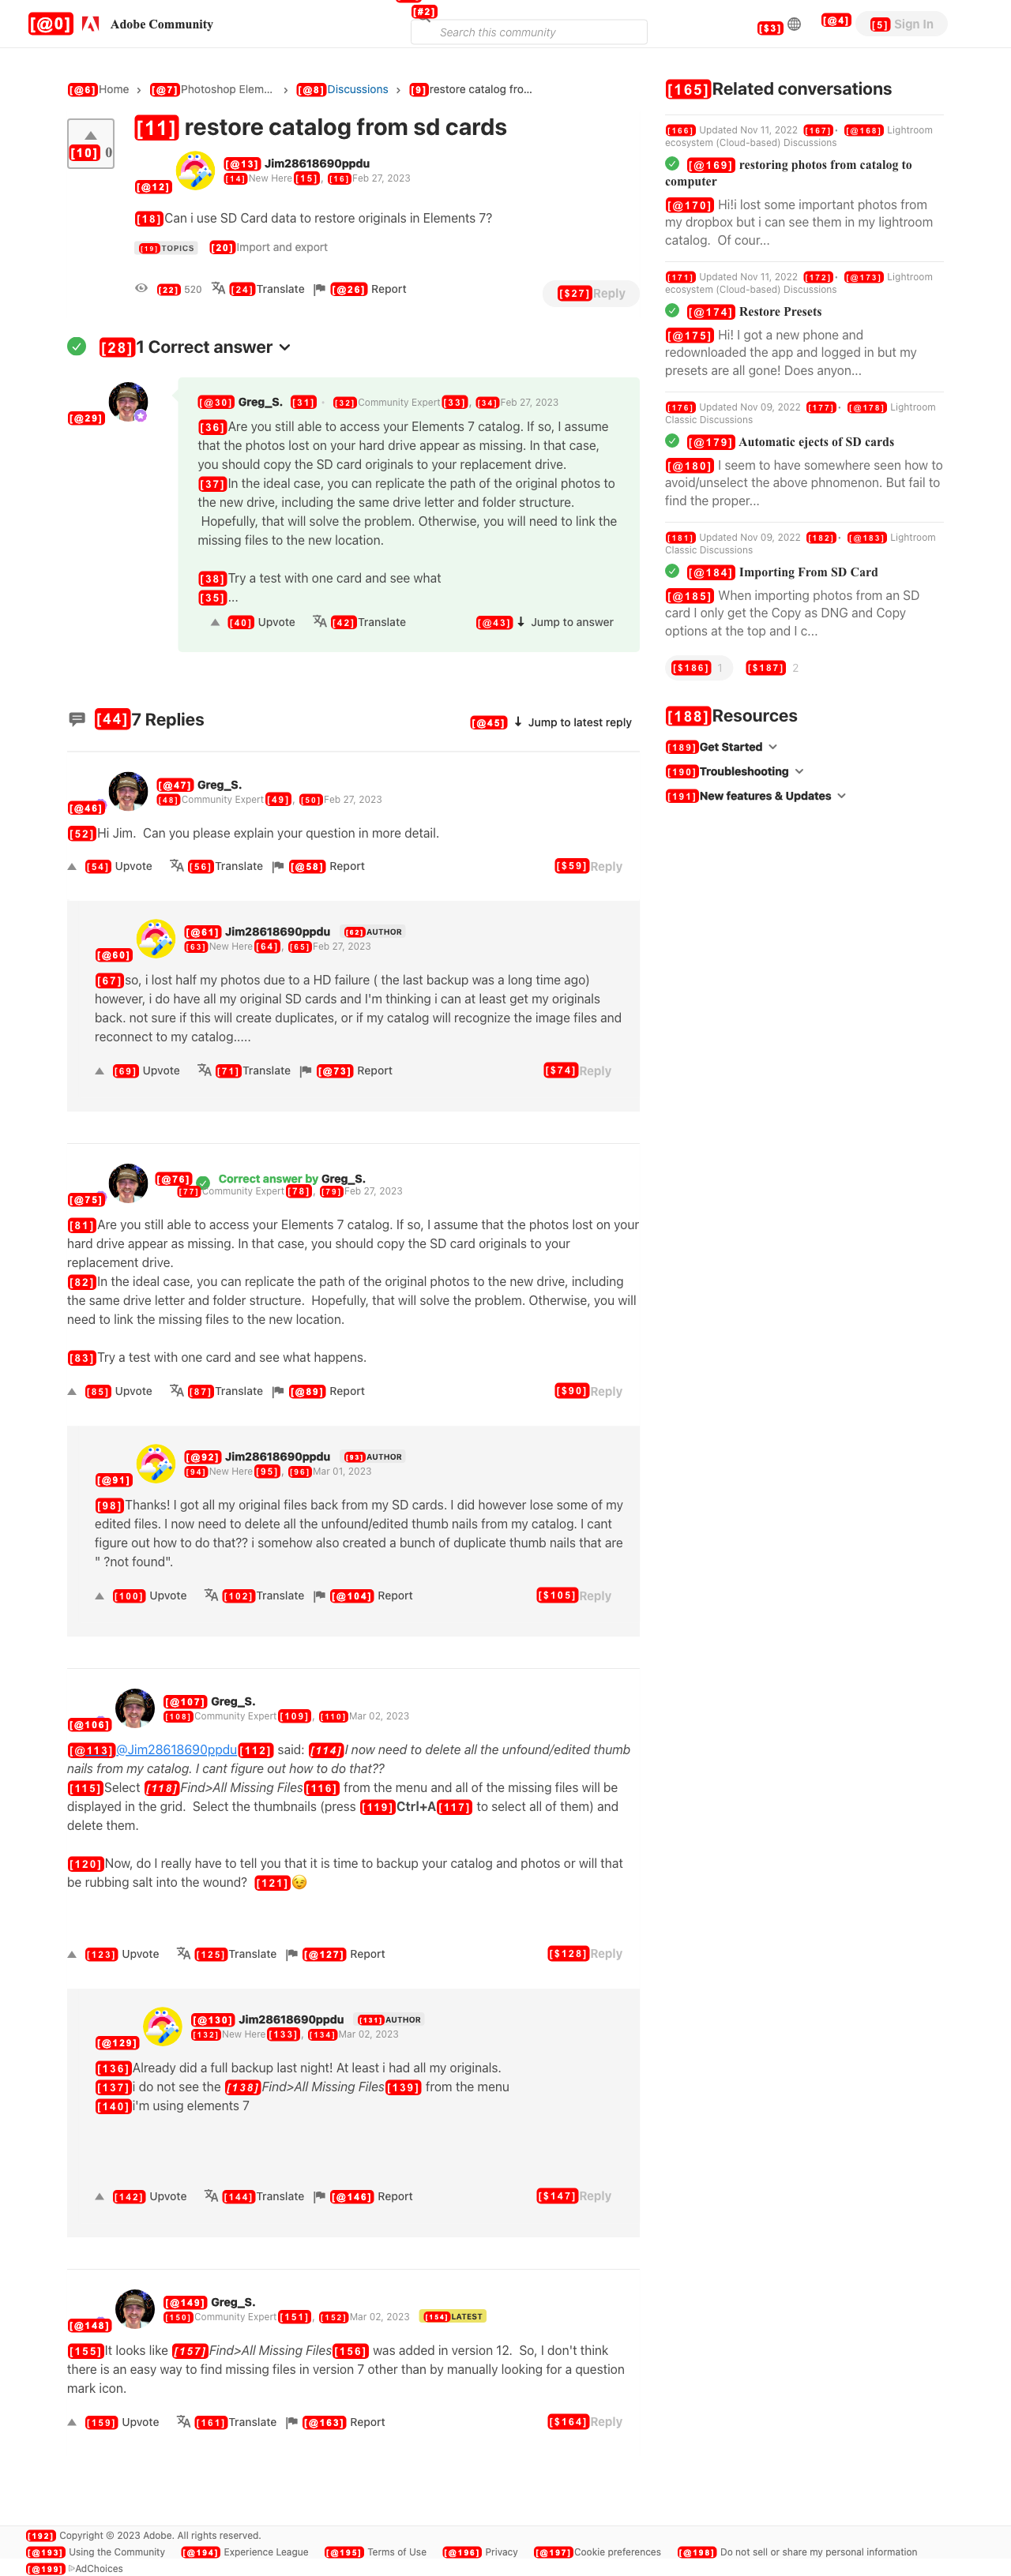 [@0] Adobe Community
[#2]
Search this community
[$3]
[@4]
[5] Sign In
[@6]Home › [@7]Photoshop Elem... › [@8]Discussions › [9]restore catalog fro...
[10] 0
[11] restore catalog from sd cards
[@12]
[@13] Jim28618690ppdu
[14]New Here[15], [16]Feb 27, 2023
[18]Can i use SD Card data to restore originals in Elements 7?
[19]TOPICS [20]Import and export
[22] 520 [24]Translate [@26] Report [$27]Reply
[28]1 Correct answer
[@29]
[@30] Greg_S. [31] · [32]Community Expert[33], [34]Feb 27, 2023
[36]Are you still able to access your Elements 7 catalog. If so, I assume
that the photos lost on your hard drive appear as missing. In that case,
you should copy the SD card originals to your replacement drive.
[37]In the ideal case, you can replicate the path of the original photos to
the new drive, including the same drive letter and folder structure.
Hopefully, that will solve the problem. Otherwise, you will need to link the
missing files to the new location.
[38]Try a test with one card and see what
[35]...
[40] Upvote [42]Translate [@43] Jump to answer
[44]7 Replies [@45] Jump to latest reply
[@46]
[@47] Greg_S.
[48]Community Expert[49], [50]Feb 27, 2023
[52]Hi Jim.  Can you please explain your question in more detail.
[54] Upvote [56]Translate [@58] Report [$59]Reply
[@60]
[@61] Jim28618690ppdu [62]AUTHOR
[63]New Here[64], [65]Feb 27, 2023
[67]so, i lost half my photos due to a HD failure ( the last backup was a long time ago)
however, i do have all my original SD cards and I'm thinking i can at least get my originals
back. not sure if this will create duplicates, or if my catalog will recognize the image files and
reconnect to my catalog.....
[69] Upvote [71]Translate [@73] Report [$74]Reply
[@75]
[@76] Correct answer by Greg_S.
[77]Community Expert[78], [79]Feb 27, 2023
[81]Are you still able to access your Elements 7 catalog. If so, I assume that the photos lost on your
hard drive appear as missing. In that case, you should copy the SD card originals to your
replacement drive.
[82]In the ideal case, you can replicate the path of the original photos to the new drive, including
the same drive letter and folder structure.  Hopefully, that will solve the problem. Otherwise, you will
need to link the missing files to the new location.
[83]Try a test with one card and see what happens.
[85] Upvote [87]Translate [@89] Report [$90]Reply
[@91]
[@92] Jim28618690ppdu [93]AUTHOR
[94]New Here[95], [96]Mar 01, 2023
[98]Thanks! I got all my original files back from my SD cards. I did however lose some of my
edited files. I now need to delete all the unfound/edited thumb nails from my catalog. I cant
figure out how to do that?? i somehow also created a bunch of duplicate thumb nails that are
" ?not found".
[100] Upvote [102]Translate [@104] Report [$105]Reply
[@106]
[@107] Greg_S.
[108]Community Expert[109], [110]Mar 02, 2023
[@113]@Jim28618690ppdu[112] said: [114]I now need to delete all the unfound/edited thumb
nails from my catalog. I cant figure out how to do that??
[115]Select [118]Find>All Missing Files[116] from the menu and all of the missing files will be
displayed in the grid.  Select the thumbnails (press [119]Ctrl+A[117] to select all of them) and
delete them.
[120]Now, do I really have to tell you that it is time to backup your catalog and photos or will that
be rubbing salt into the wound?  [121]😉
[123] Upvote [125]Translate [@127] Report [$128]Reply
[@129]
[@130] Jim28618690ppdu [131]AUTHOR
[132]New Here[133], [134]Mar 02, 2023
[136]Already did a full backup last night! At least i had all my originals.
[137]i do not see the [138]Find>All Missing Files[139] from the menu
[140]i'm using elements 7
[142] Upvote [144]Translate [@146] Report [$147]Reply
[@148]
[@149] Greg_S.
[150]Community Expert[151], [152]Mar 02, 2023 [154]LATEST
[155]It looks like [157]Find>All Missing Files[156] was added in version 12.  So, I don't think
there is an easy way to find missing files in version 7 other than by manually looking for a question
mark icon.
[159] Upvote [161]Translate [@163] Report [$164]Reply
[165]Related conversations
[166] Updated Nov 11, 2022 [167]· [@168] Lightroom
ecosystem (Cloud-based) Discussions
[@169] restoring photos from catalog to
computer
[@170] Hi!i lost some important photos from
my dropbox but i can see them in my lightroom
catalog.  Of cour...
[171] Updated Nov 11, 2022 [172]· [@173] Lightroom
ecosystem (Cloud-based) Discussions
[@174] Restore Presets
[@175] Hi! I got a new phone and
redownloaded the app and logged in but my
presets are all gone! Does anyon...
[176] Updated Nov 09, 2022 [177]· [@178] Lightroom
Classic Discussions
[@179] Automatic ejects of SD cards
[@180] I seem to have somewhere seen how to
avoid/unselect the above phnomenon. But fail to
find the proper...
[181] Updated Nov 09, 2022 [182]· [@183] Lightroom
Classic Discussions
[@184] Importing From SD Card
[@185] When importing photos from an SD
card I only get the Copy as DNG and Copy
options at the top and I c...
[$186] 1 [$187] 2
[188]Resources
[189]Get Started
[190]Troubleshooting
[191]New features & Updates
[192] Copyright © 2023 Adobe. All rights reserved.
[@193] Using the Community [@194] Experience League [@195] Terms of Use [@196] Privacy [@197]Cookie preferences [@198] Do not sell or share my personal information
[@199] AdChoices